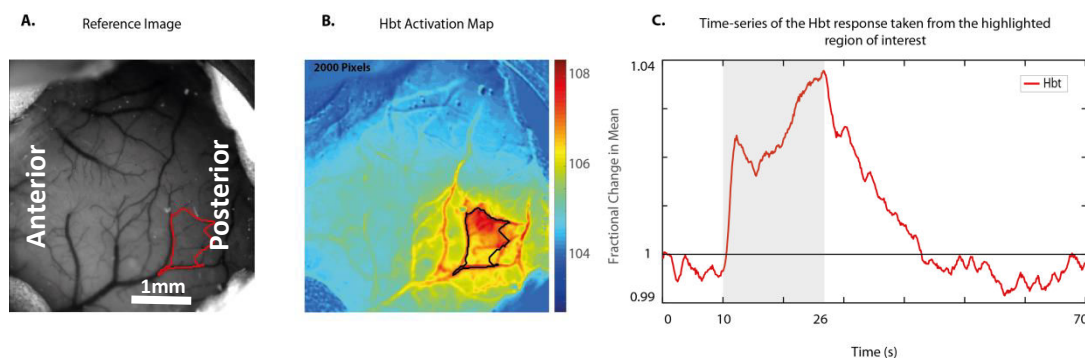 A.
Reference Image
Anterior
Posterior
1mm
B.
Hbt Activation Map
2000 Pixels
108
106
104
C.
Time-series of the Hbt response taken from the highlighted
region of interest
Fractional Change in Mean
1.04
1
0.99
Hbt
0
10
26
70
Time (s)